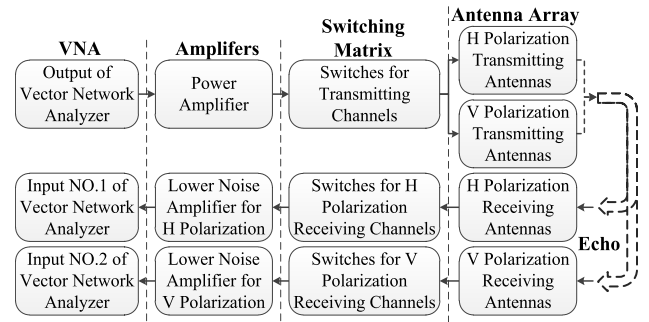 VNA
Amplifers
Switching
Matrix
Antenna Array
Output of
Vector Network
Analyzer
Power
Amplifier
Switches for
Transmitting
Channels
H Polarization
Transmitting
Antennas
V Polarization
Transmitting
Antennas
Input NO.1 of
Vector Network
Analyzer
Lower Noise
Amplifier for
H Polarization
Switches for H
Polarization
Receiving Channels
H Polarization
Receiving
Antennas
Echo
Input NO.2 of
Vector Network
Analyzer
Lower Noise
Amplifier for
V Polarization
Switches for V
Polarization
Receiving Channels
V Polarization
Receiving
Antennas